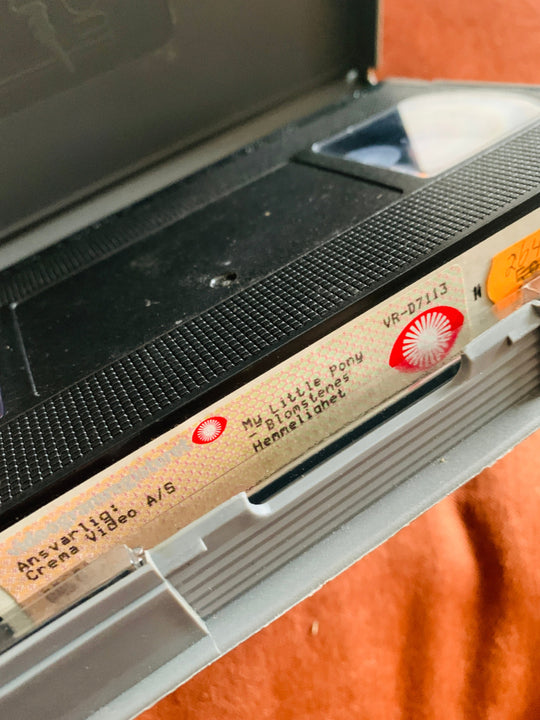 Ansvarlig:
Crema Video A/S
My Little Pony
- Blomstenes
Hemmelighet
VR-D7113
N